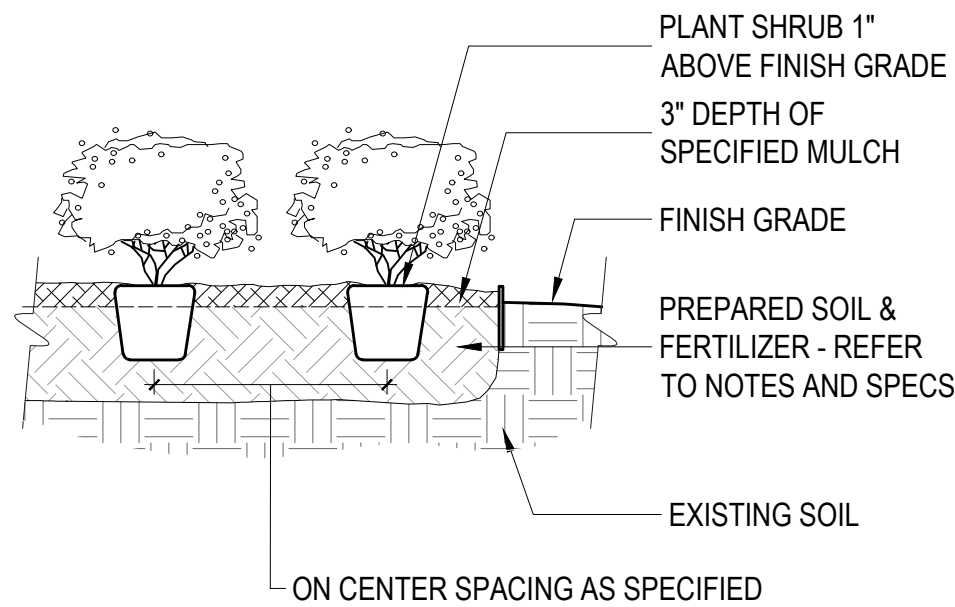 PLANT SHRUB 1"
ABOVE FINISH GRADE
3" DEPTH OF
SPECIFIED MULCH
FINISH GRADE
PREPARED SOIL &
FERTILIZER - REFER
TO NOTES AND SPECS
EXISTING SOIL
ON CENTER SPACING AS SPECIFIED